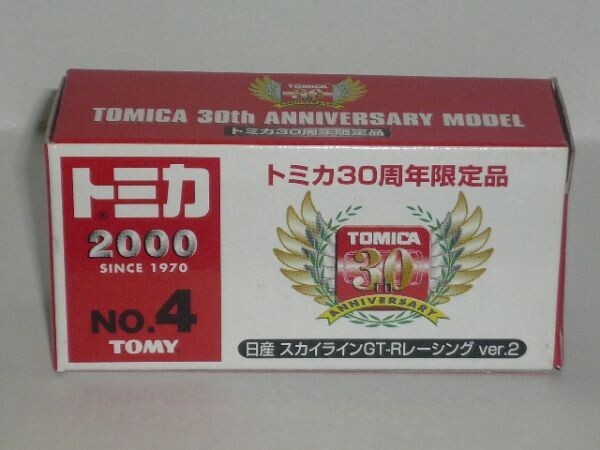 TOMICA
30th
TOMICA 30th ANNIVERSARY MODEL
トミカ30周年限定品
トミカ
®
2000
SINCE 1970
NO.4
TOMY
トミカ30周年限定品
TOMICA
30th
ANNIVERSARY
日産 スカイラインGT-Rレーシング ver.2